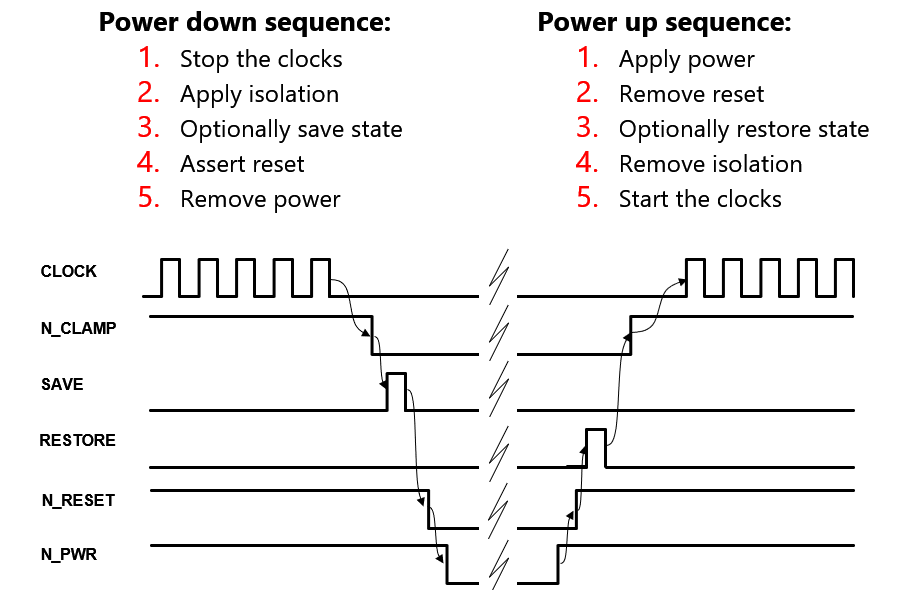 Power down sequence:
1. Stop the clocks
2. Apply isolation
3. Optionally save state
4. Assert reset
5. Remove power
Power up sequence:
1. Apply power
2. Remove reset
3. Optionally restore state
4. Remove isolation
5. Start the clocks
CLOCK
N_CLAMP
SAVE
RESTORE
N_RESET
N_PWR